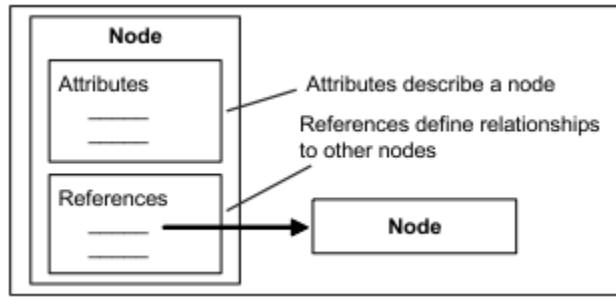 Node
Attributes
Attributes describe a node
References define relationships
to other nodes
References
Node